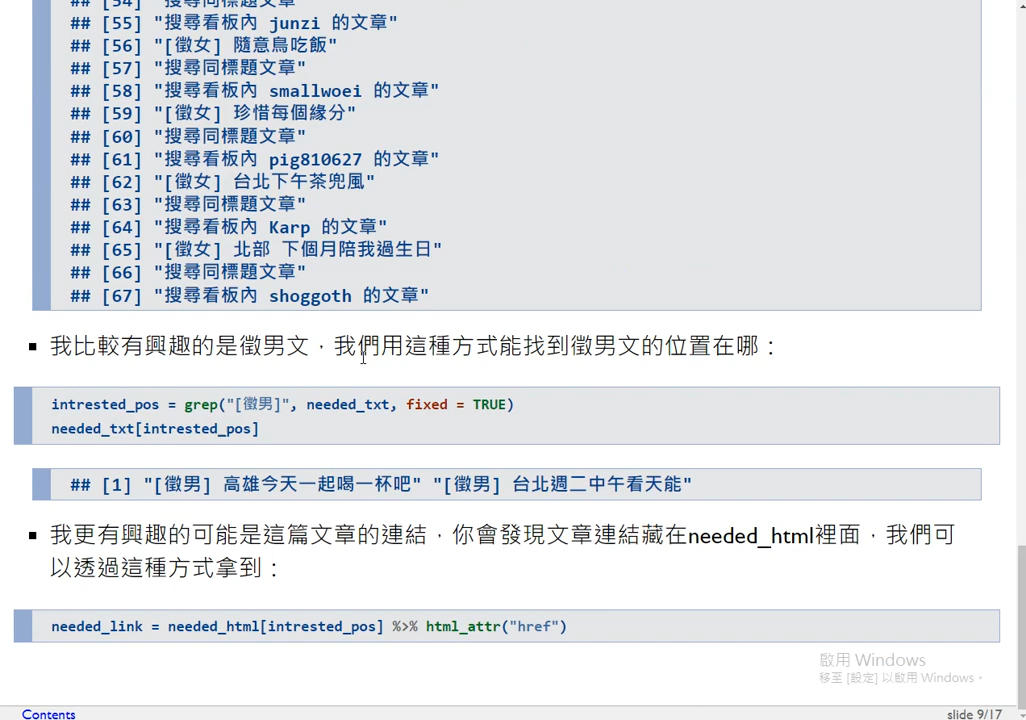 ## [54] "搜尋同標題文章"
## [55] "搜尋看板內 junzi 的文章"
## [56] "[徵女] 隨意鳥吃飯"
## [57] "搜尋同標題文章"
## [58] "搜尋看板內 smallwoei 的文章"
## [59] "[徵女] 珍惜每個緣分"
## [60] "搜尋同標題文章"
## [61] "搜尋看板內 pig810627 的文章"
## [62] "[徵女] 台北下午茶兜風"
## [63] "搜尋同標題文章"
## [64] "搜尋看板內 Karp 的文章"
## [65] "[徵女] 北部 下個月陪我過生日"
## [66] "搜尋同標題文章"
## [67] "搜尋看板內 shoggoth 的文章"
▪ 我比較有興趣的是徵男文，我們用這種方式能找到徵男文的位置在哪：
intrested_pos = grep("[徵男]", needed_txt, fixed = TRUE)
needed_txt[intrested_pos]
## [1] "[徵男] 高雄今天一起喝一杯吧" "[徵男] 台北週二中午看天能"
▪ 我更有興趣的可能是這篇文章的連結，你會發現文章連結藏在needed_html裡面，我們可
以透過這種方式拿到：
needed_link = needed_html[intrested_pos] %>% html_attr("href")
啟用 Windows
移至 [設定] 以啟用 Windows。
Contents
slide 9/17